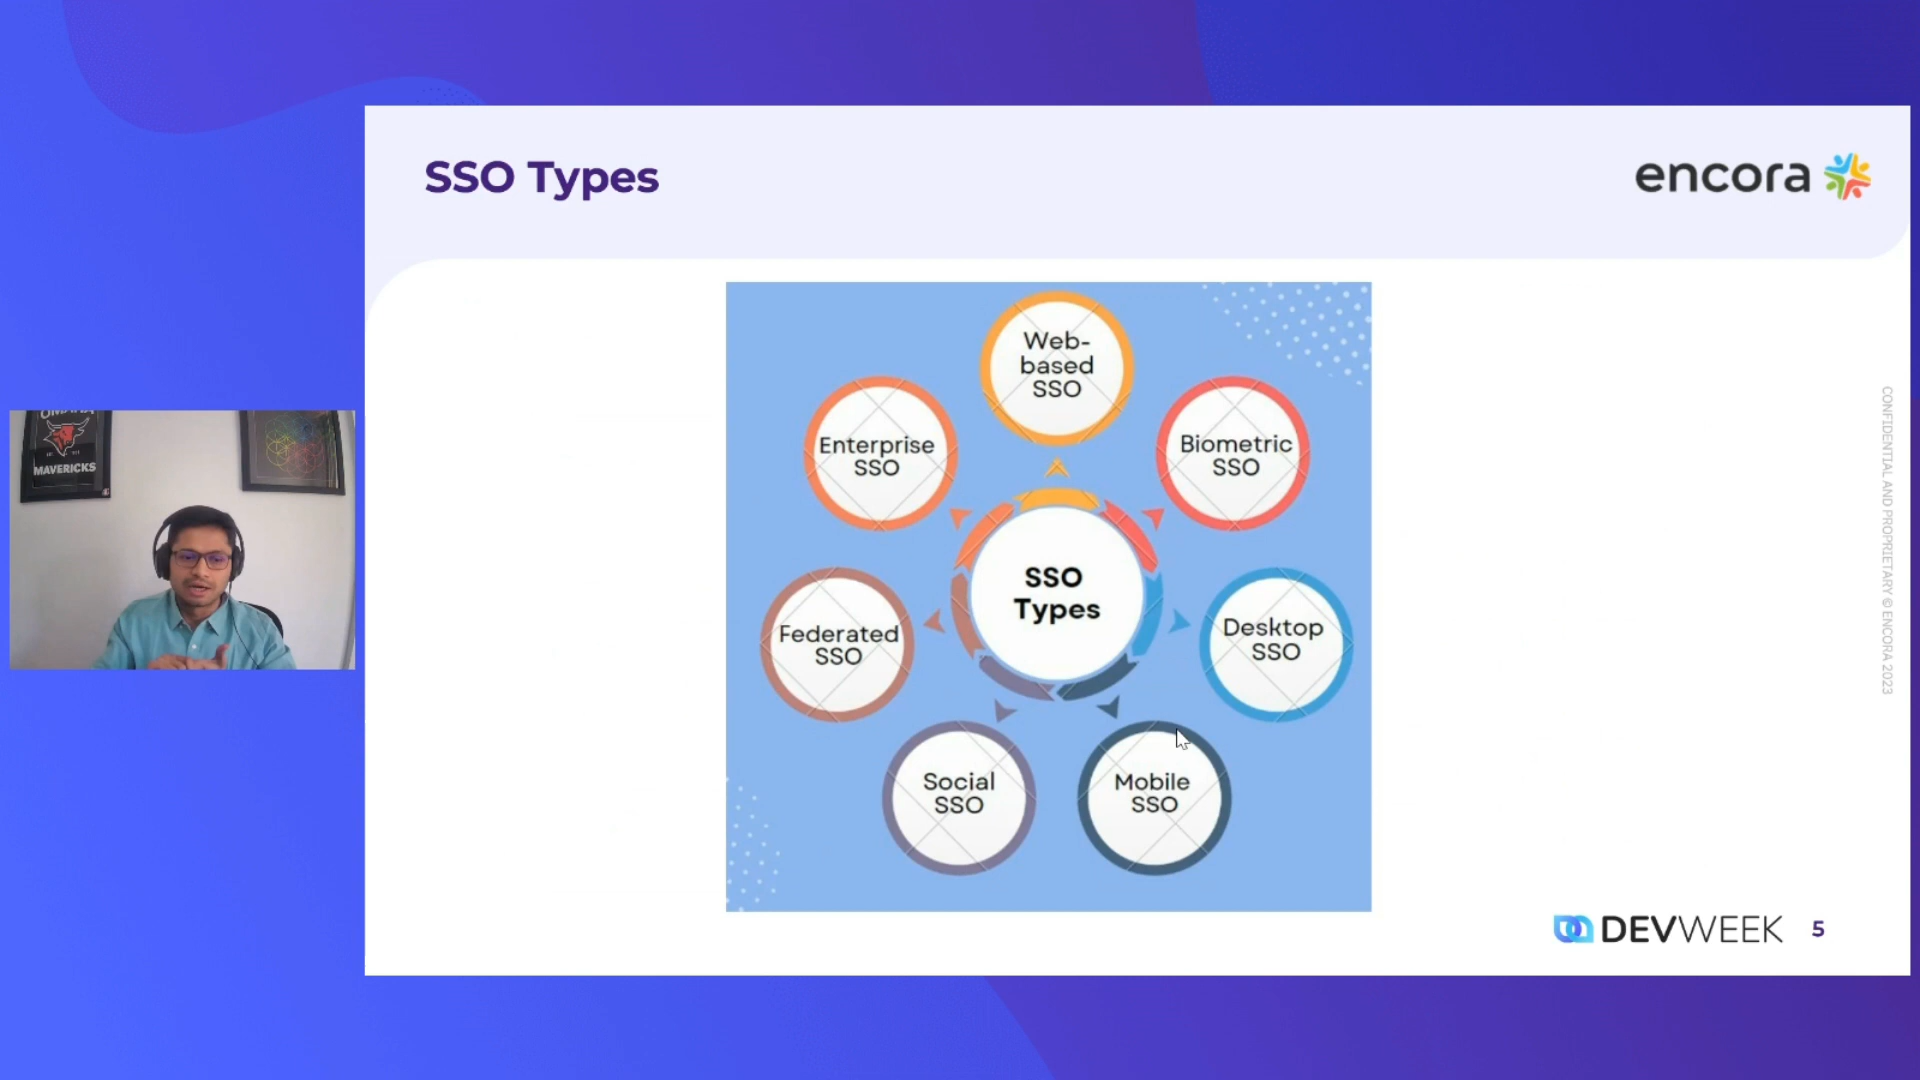 SSO Types
encora
Web-
based
SSO
Enterprise
SSO
Biometric
SSO
SSO
Types
Federated
SSO
Desktop
SSO
Social
SSO
Mobile
SSO
OMAHA
MAVERICKS
CONFIDENTIAL AND PROPRIETARY © ENCORA 2023
DEVWEEK
5